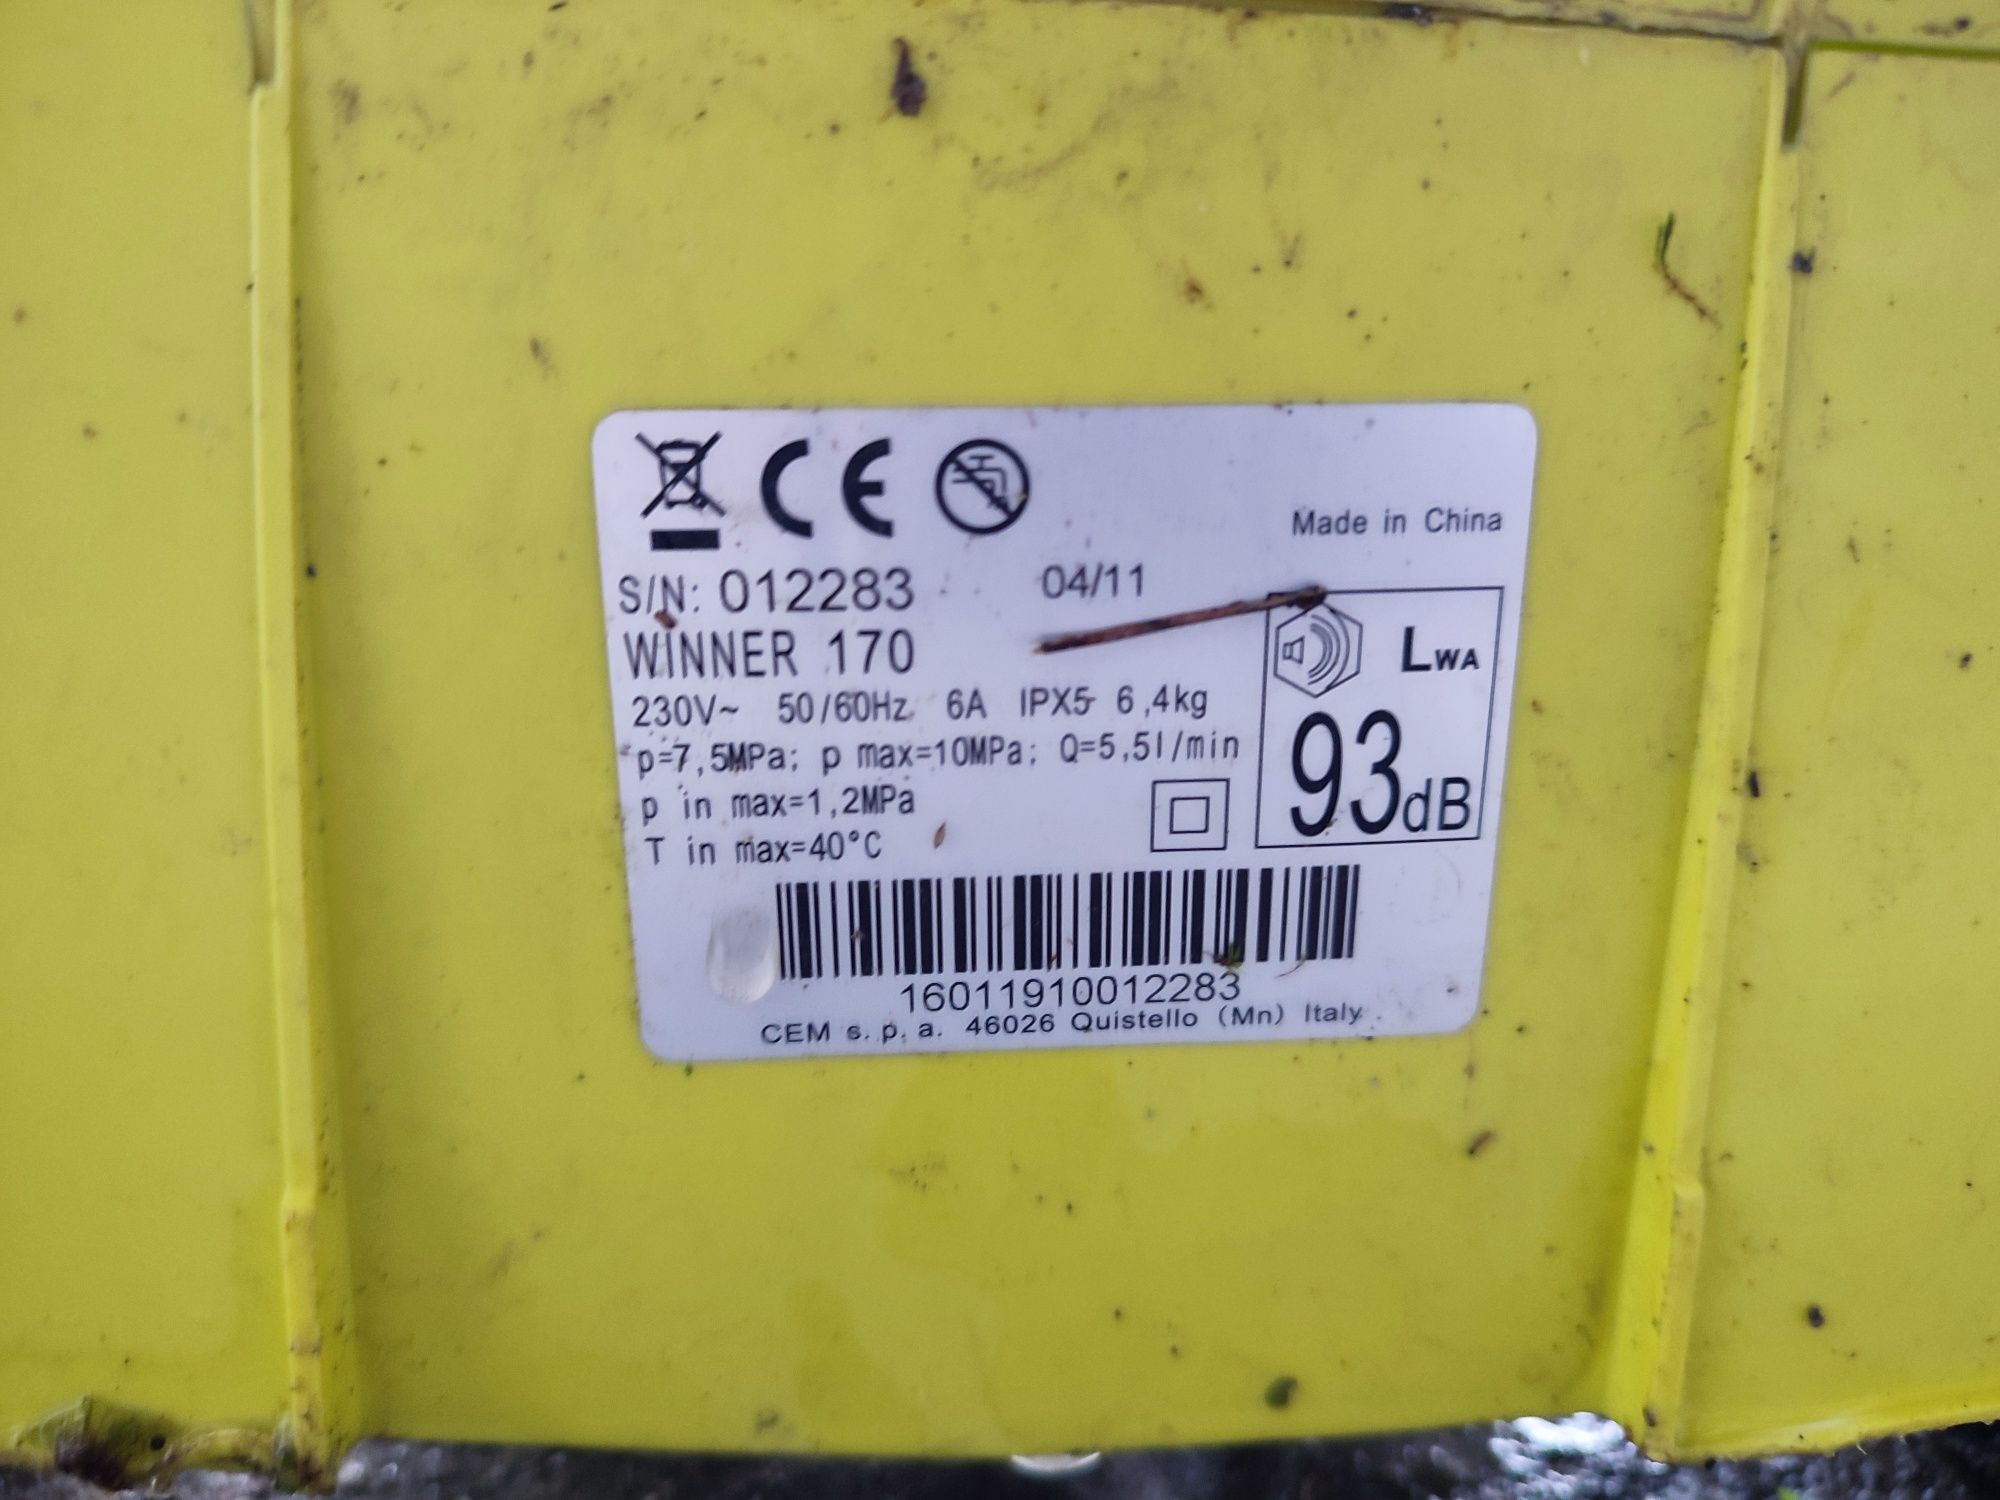 CE
Made in China
S/N: 012283 04/11
WINNER 170
230V~ 50/60Hz 6A IPX5 6,4kg
p=7,5MPa; p max=10MPa; Q=5,5l/min
p in max=1,2MPa
T in max=40°C
LWA
93dB
16011910012283
CEM s.p.a. 46026 Quistello (Mn) Italy